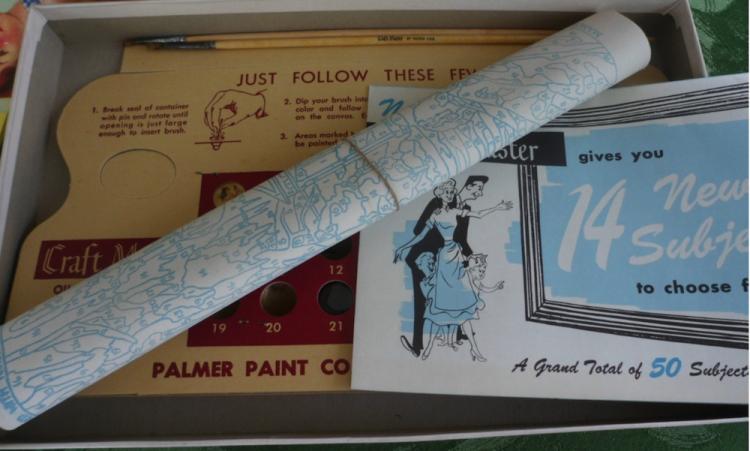 JUST FOLLOW THESE FEW
1. Break seal of container
with pin and rotate until
opening is just large
enough to insert brush.
2. Dip your brush into
color and follow
on the canvas.
3. Areas marked
be painted
Craft
12
19 20 21
PALMER PAINT CO
gives you
14 New
Subje
to choose f
A Grand Total of 50 Subject